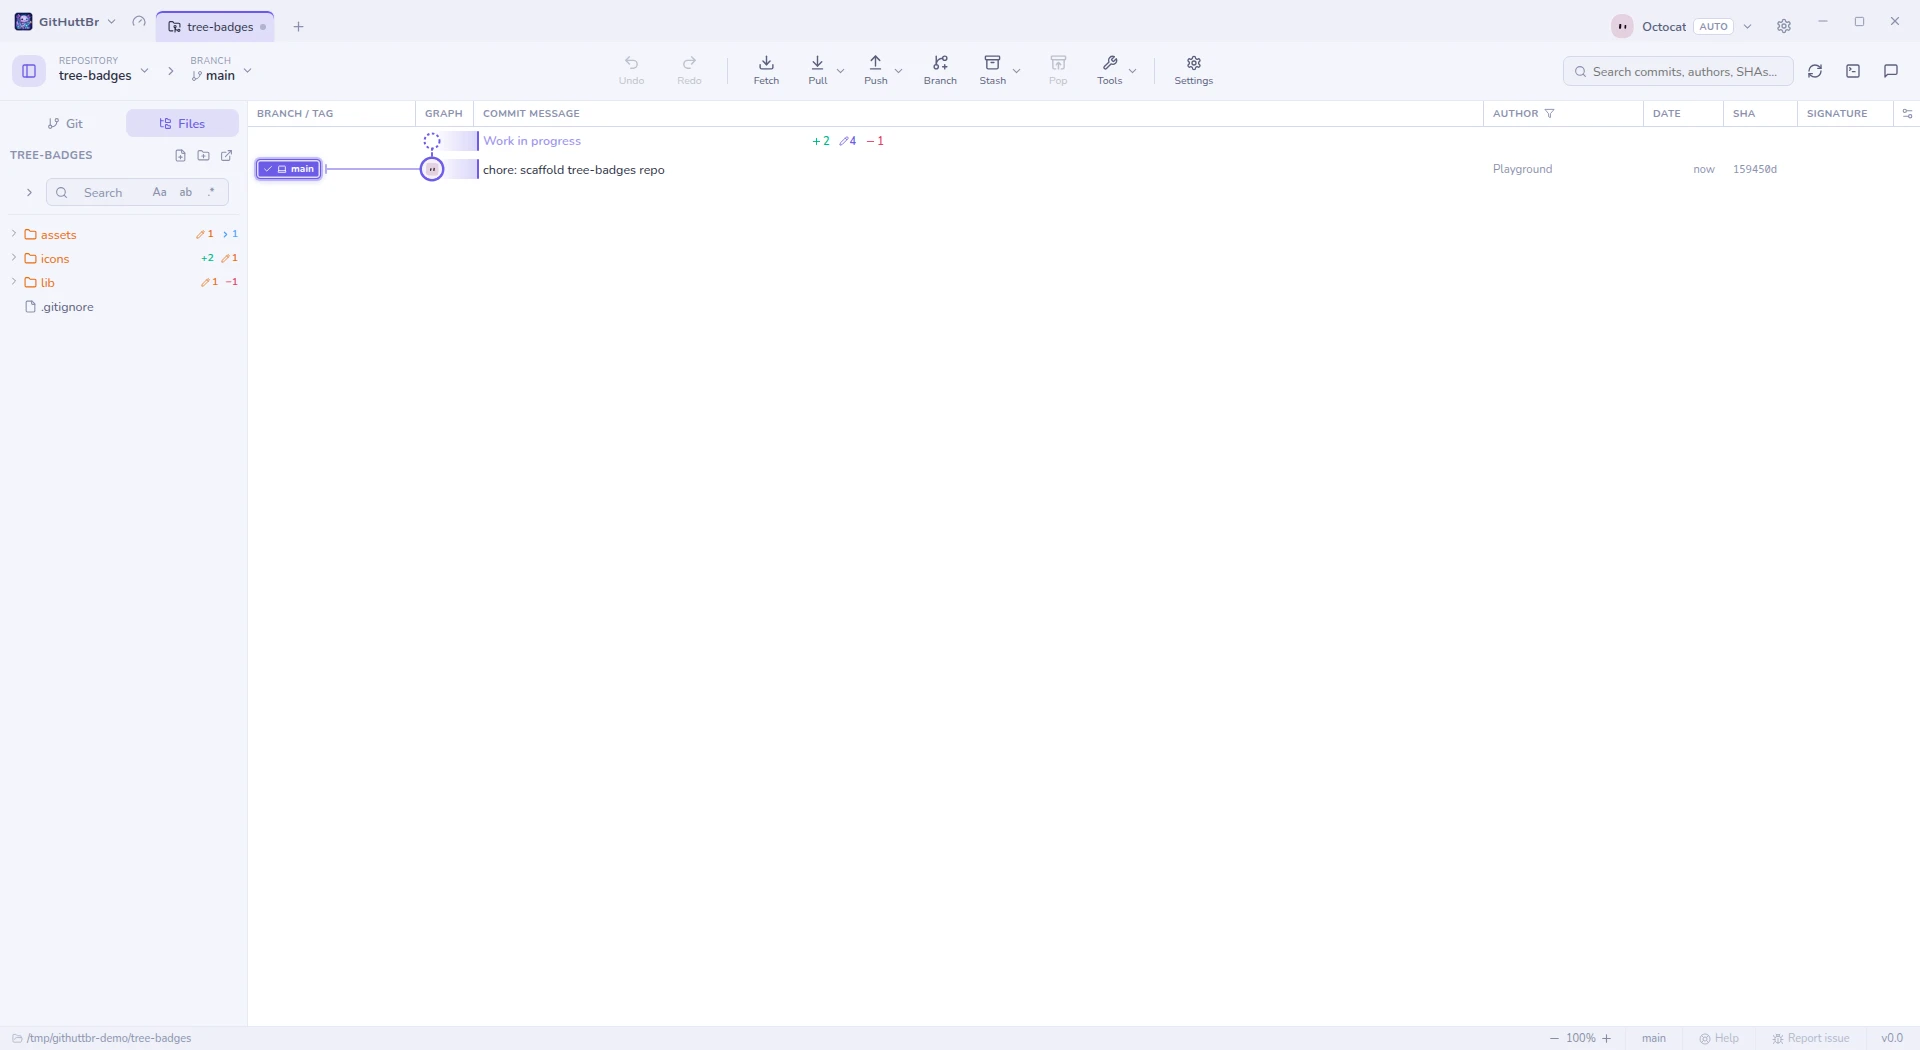 GitHuttBr
tree-badges
Octocat AUTO
REPOSITORY
tree-badges
BRANCH
main
Undo
Redo
Fetch
Pull
Push
Branch
Stash
Pop
Tools
Settings
Search commits, authors, SHAs...
Git
Files
TREE-BADGES
Search Aa ab .*
assets 1 1
icons +2 1
lib 1 −1
.gitignore
BRANCH / TAG GRAPH COMMIT MESSAGE AUTHOR DATE SHA SIGNATURE
Work in progress + 2 4 − 1
main chore: scaffold tree-badges repo Playground now 159450d
/tmp/githuttbr-demo/tree-badges
− 100% + main Help Report issue v0.0